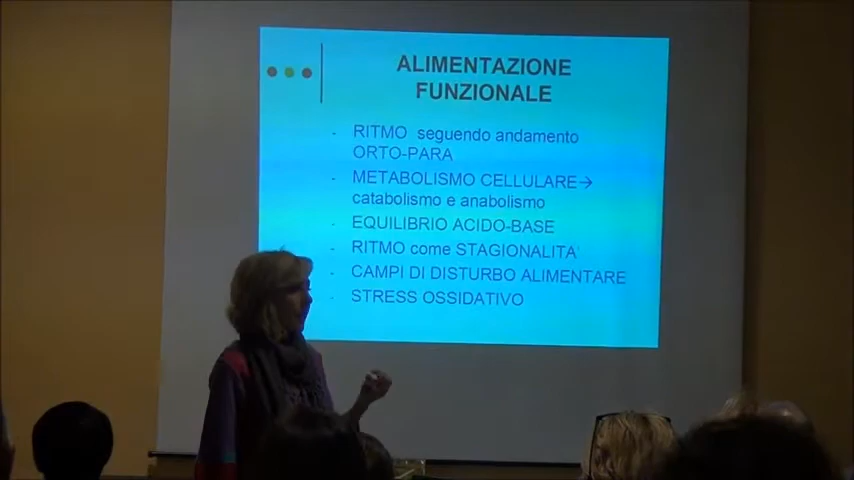 ALIMENTAZIONE
FUNZIONALE
- RITMO seguendo andamento
ORTO-PARA
- METABOLISMO CELLULARE→
catabolismo e anabolismo
- EQUILIBRIO ACIDO-BASE
- RITMO come STAGIONALITA'
- CAMPI DI DISTURBO ALIMENTARE
- STRESS OSSIDATIVO